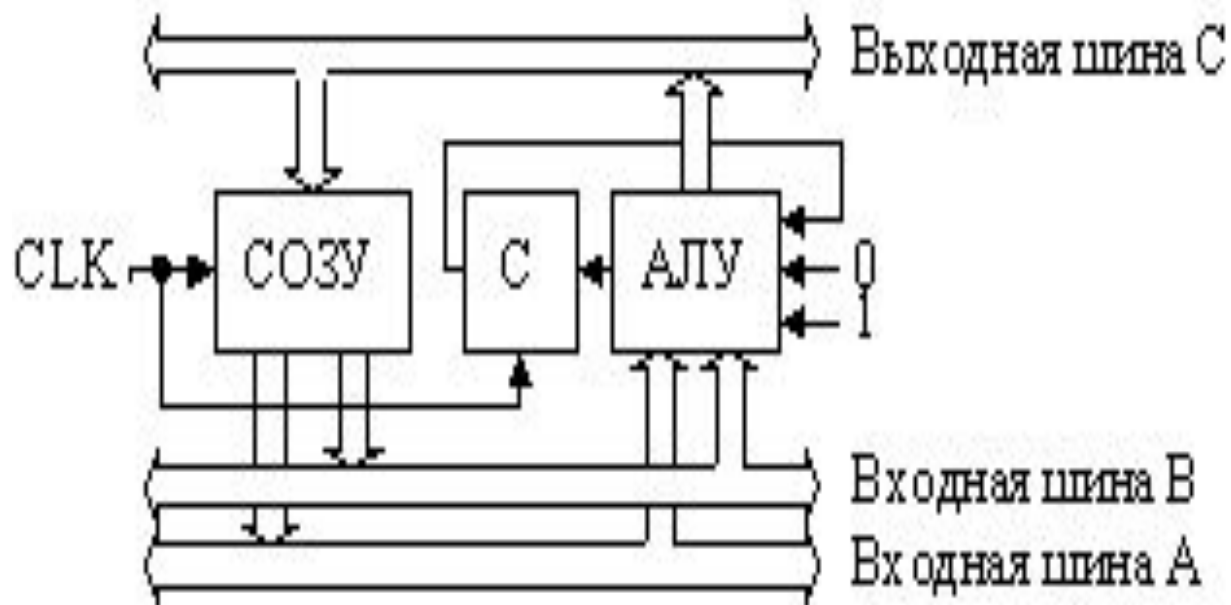 Выходная шина С
CLK
СОЗУ
С
АЛУ
0
1
Входная шина В
Входная шина А